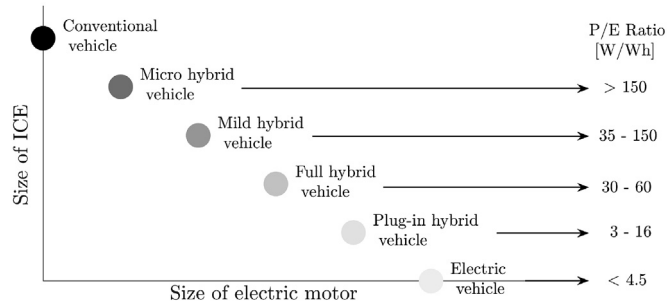 Conventional
vehicle
P/E Ratio
[W/Wh]
Micro hybrid
vehicle
> 150
Mild hybrid
vehicle
35 - 150
Full hybrid
vehicle
30 - 60
Plug-in hybrid
vehicle
3 - 16
Electric
vehicle
< 4.5
Size of ICE
Size of electric motor